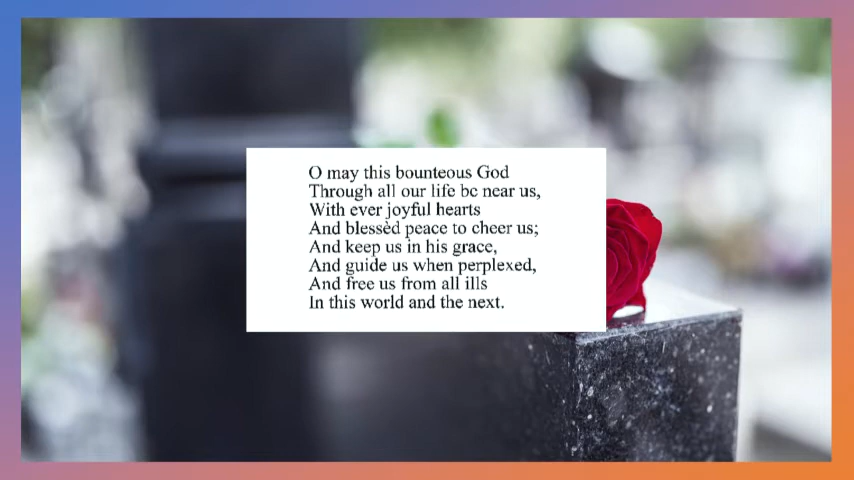 O may this bounteous God
Through all our life be near us,
With ever joyful hearts
And blessèd peace to cheer us;
And keep us in his grace,
And guide us when perplexed,
And free us from all ills
In this world and the next.